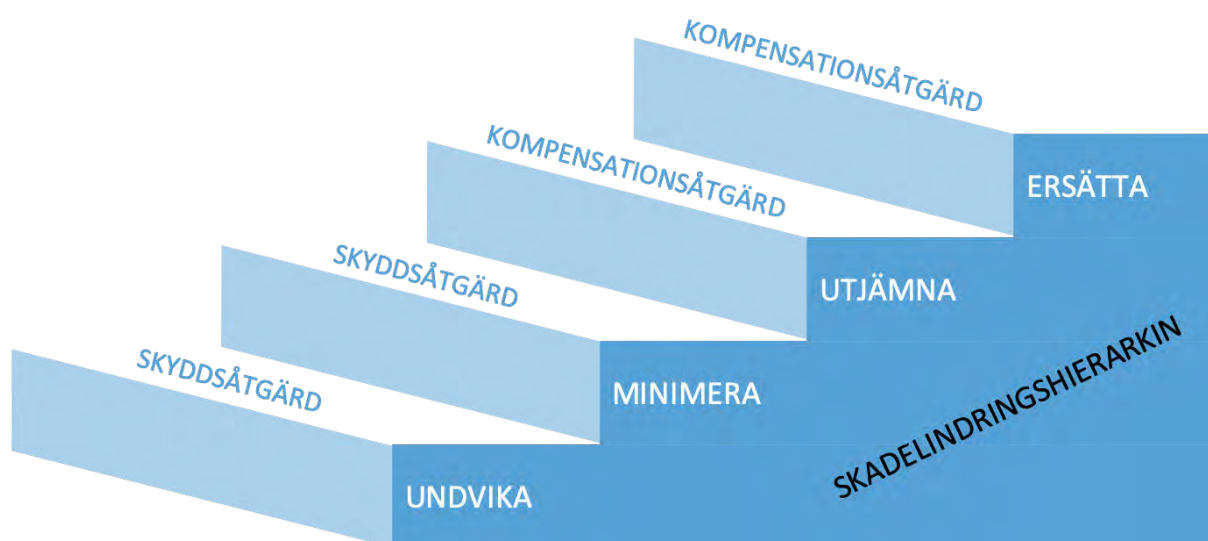 KOMPENSATIONSÅTGÄRD
ERSÄTTA
KOMPENSATIONSÅTGÄRD
UTJÄMNA
SKYDDSÅTGÄRD
MINIMERA
SKYDDSÅTGÄRD
UNDVIKA
SKADELINDRINGSHIERARKIN